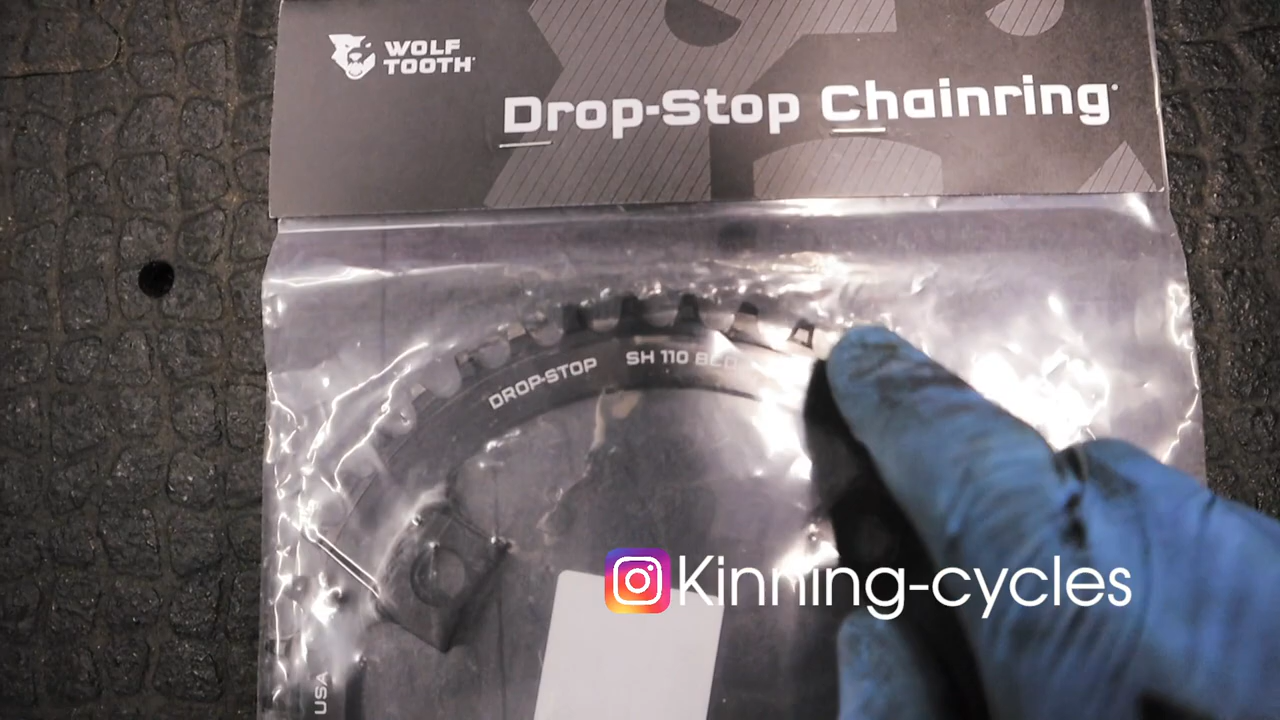 WOLF
TOOTH
Drop-Stop Chainring
DROP-STOP SH 110
Kinning-cycles
USA